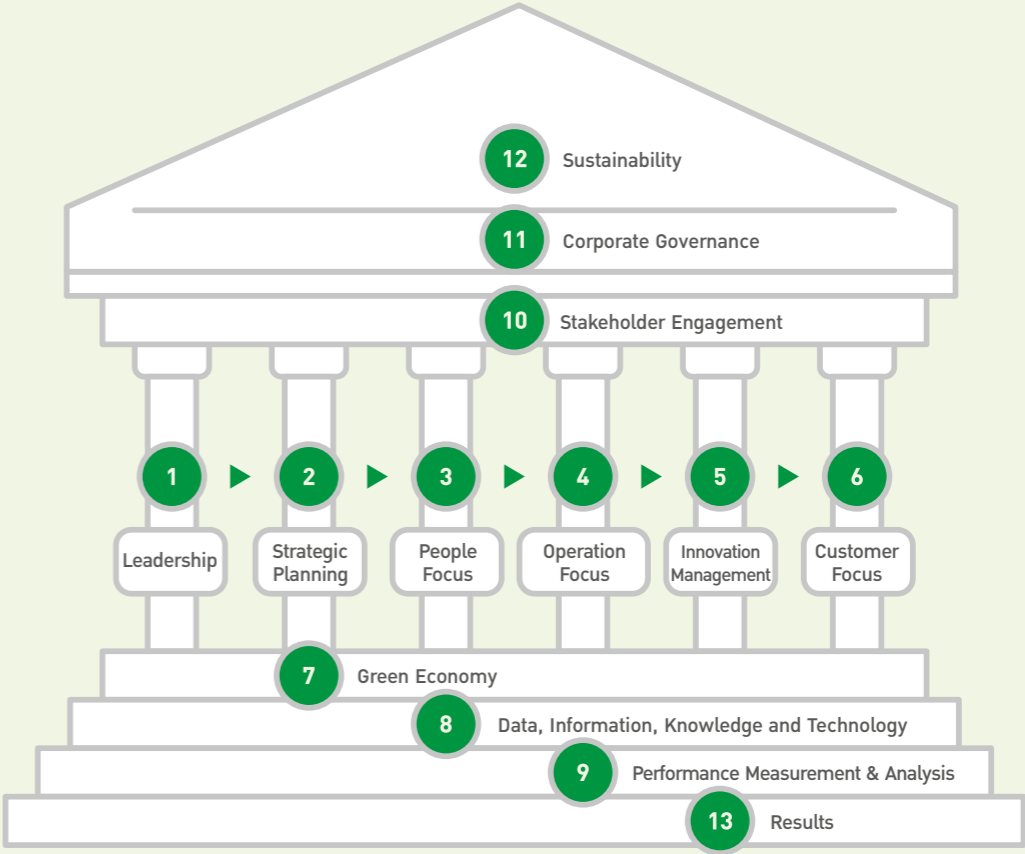 12 Sustainability
11 Corporate Governance
10 Stakeholder Engagement
1 2 3 4 5 6
Leadership
Strategic
Planning
People
Focus
Operation
Focus
Innovation
Management
Customer
Focus
7 Green Economy
8 Data, Information, Knowledge and Technology
9 Performance Measurement & Analysis
13 Results